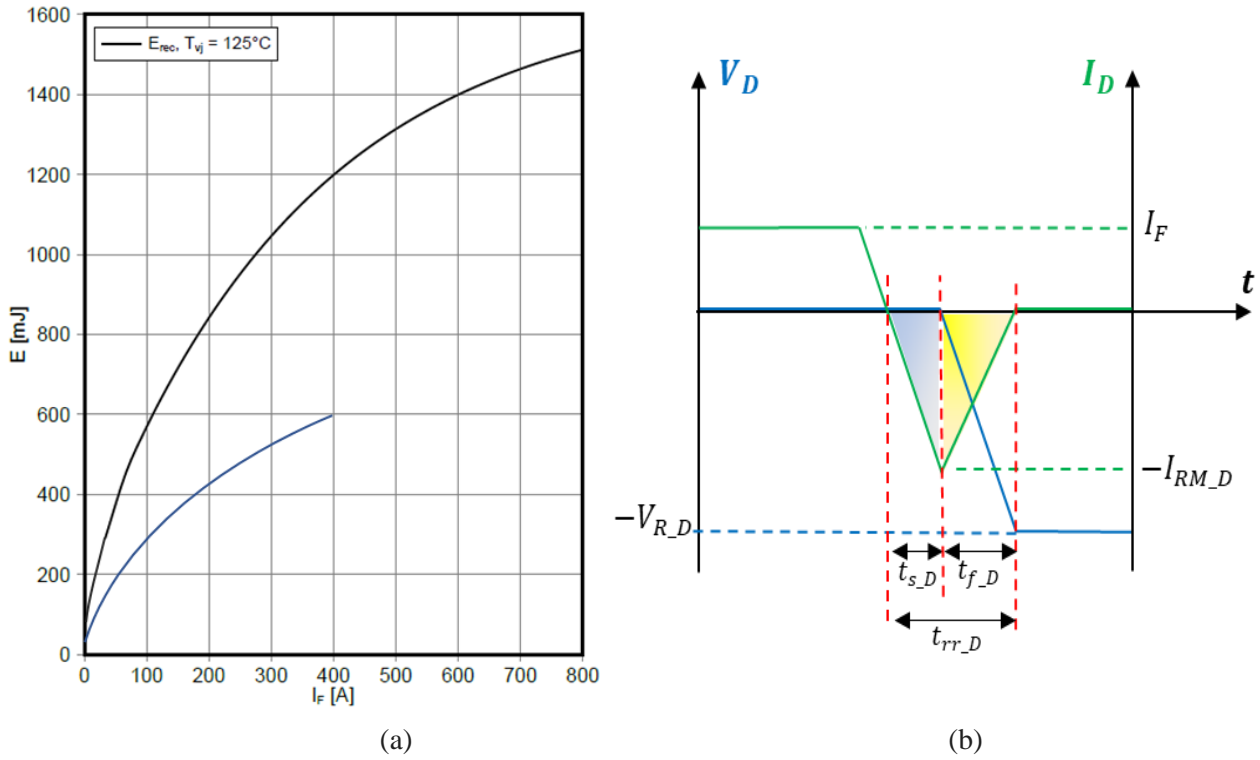 1600
1400
1200
1000
800
600
400
200
0
E [mJ]
E_rec, T_vj = 125°C
0 100 200 300 400 500 600 700 800
I_F [A]
(a)
V_D
I_D
I_F
t
−I_RM_D
−V_R_D
t_s_D
t_f_D
t_rr_D
(b)